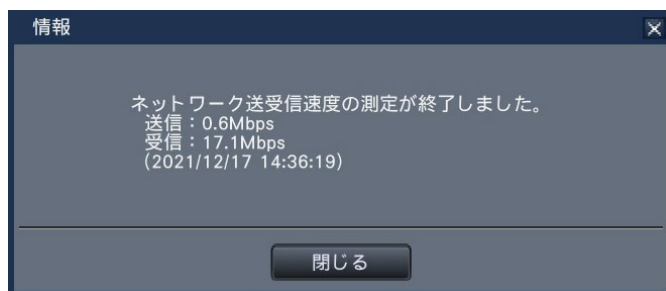 情報
ネットワーク送受信速度の測定が終了しました。
送信：0.6Mbps
受信：17.1Mbps
(2021/12/17 14:36:19)
閉じる